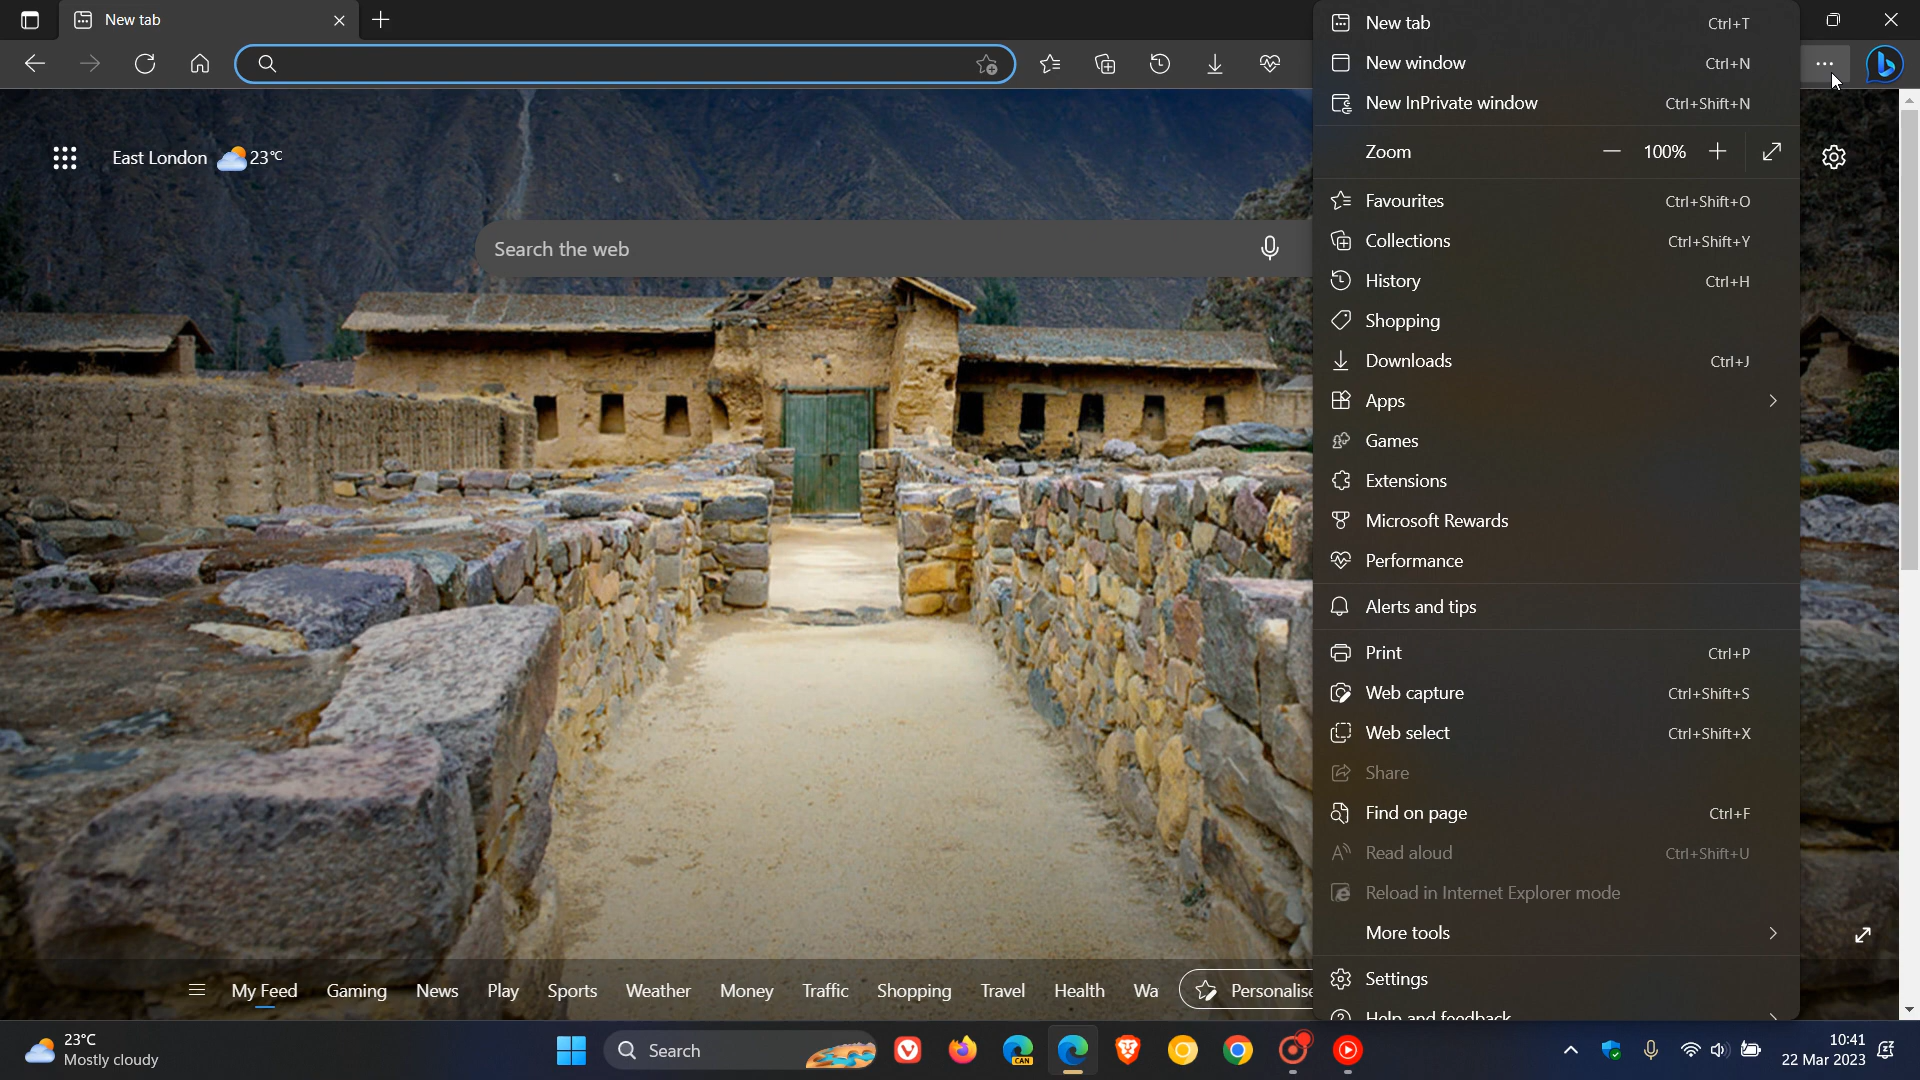 New tab
East London 23°C
Search the web
New tab Ctrl+T
New window Ctrl+N
New InPrivate window Ctrl+Shift+N
Zoom 100%
Favourites Ctrl+Shift+O
Collections Ctrl+Shift+Y
History Ctrl+H
Shopping
Downloads Ctrl+J
Apps
Games
Extensions
Microsoft Rewards
Performance
Alerts and tips
Print Ctrl+P
Web capture Ctrl+Shift+S
Web select Ctrl+Shift+X
Share
Find on page Ctrl+F
Read aloud Ctrl+Shift+U
Reload in Internet Explorer mode
More tools
Settings
Help and feedback
My Feed Gaming News Play Sports Weather Money Traffic Shopping Travel Health Wa Personalise
23°C
Mostly cloudy
Search
CAN
10:41
22 Mar 2023